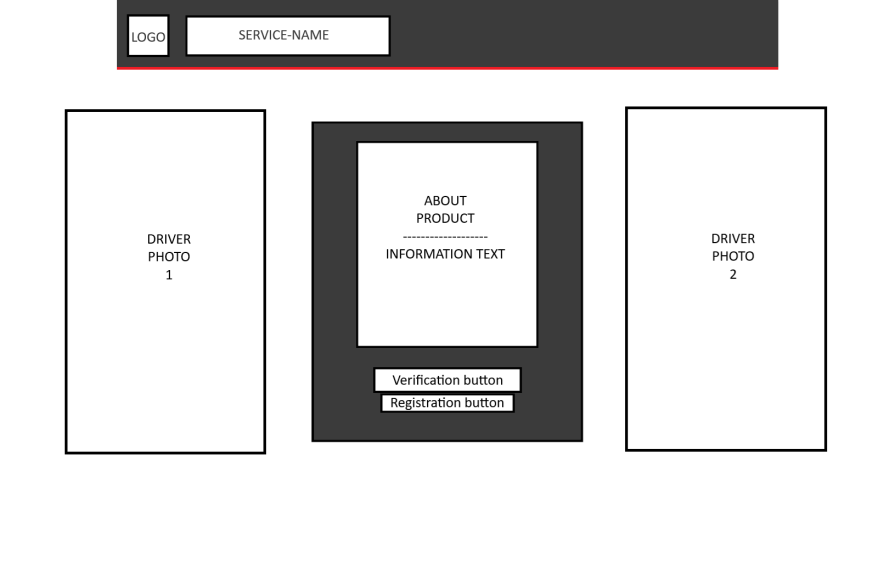 LOGO
SERVICE-NAME
DRIVER
PHOTO
1
ABOUT
PRODUCT
-------------------
INFORMATION TEXT
Verification button
Registration button
DRIVER
PHOTO
2